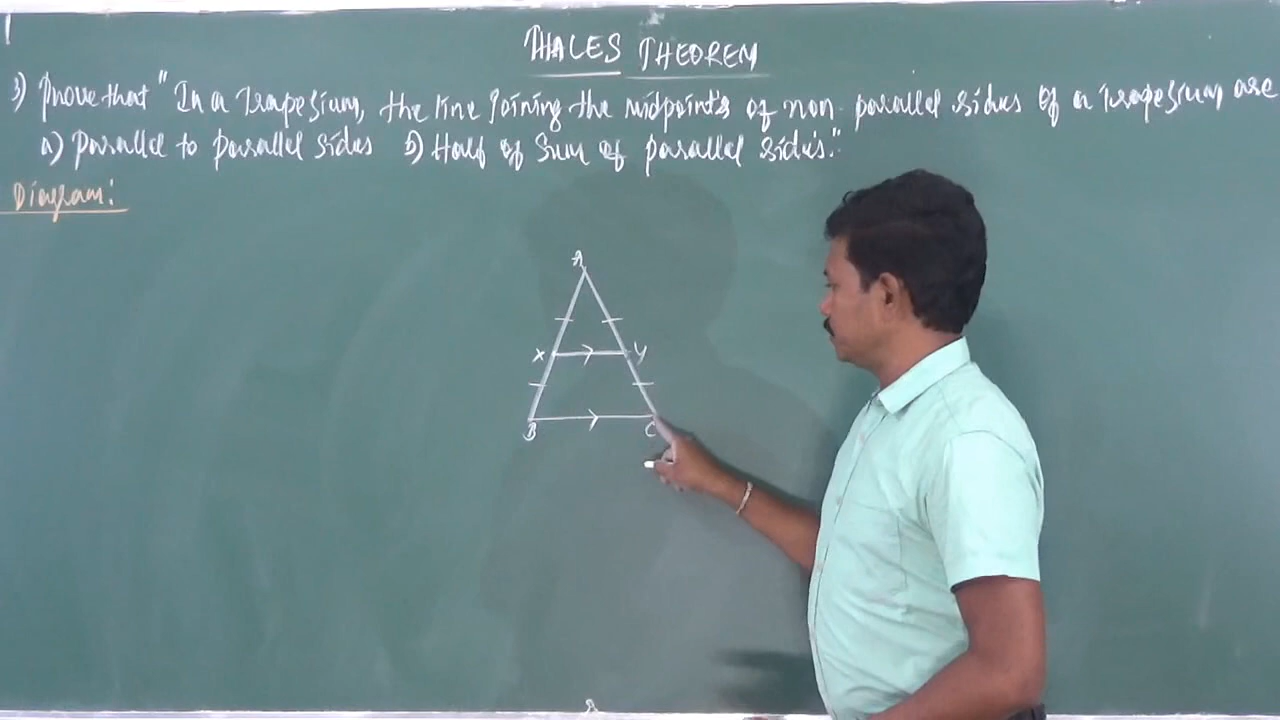 THALES THEOREM
3) Prove that "In a Trapezium, the line joining the midpoints of non-parallel sides of a Trapezium are
a) Parallel to parallel sides b) Half of Sum of parallel sides."
Diagram:
A
X Y
B C